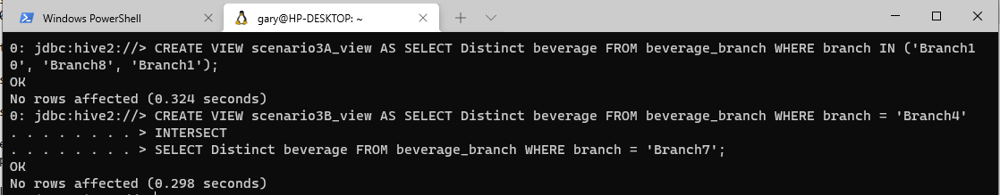 Windows PowerShell
gary@HP-DESKTOP: ~
0: jdbc:hive2://> CREATE VIEW scenario3A_view AS SELECT Distinct beverage FROM beverage_branch WHERE branch IN ('Branch1
0', 'Branch8', 'Branch1');
OK
No rows affected (0.324 seconds)
0: jdbc:hive2://> CREATE VIEW scenario3B_view AS SELECT Distinct beverage FROM beverage_branch WHERE branch = 'Branch4'
. . . . . . . . > INTERSECT
. . . . . . . . > SELECT Distinct beverage FROM beverage_branch WHERE branch = 'Branch7';
OK
No rows affected (0.298 seconds)